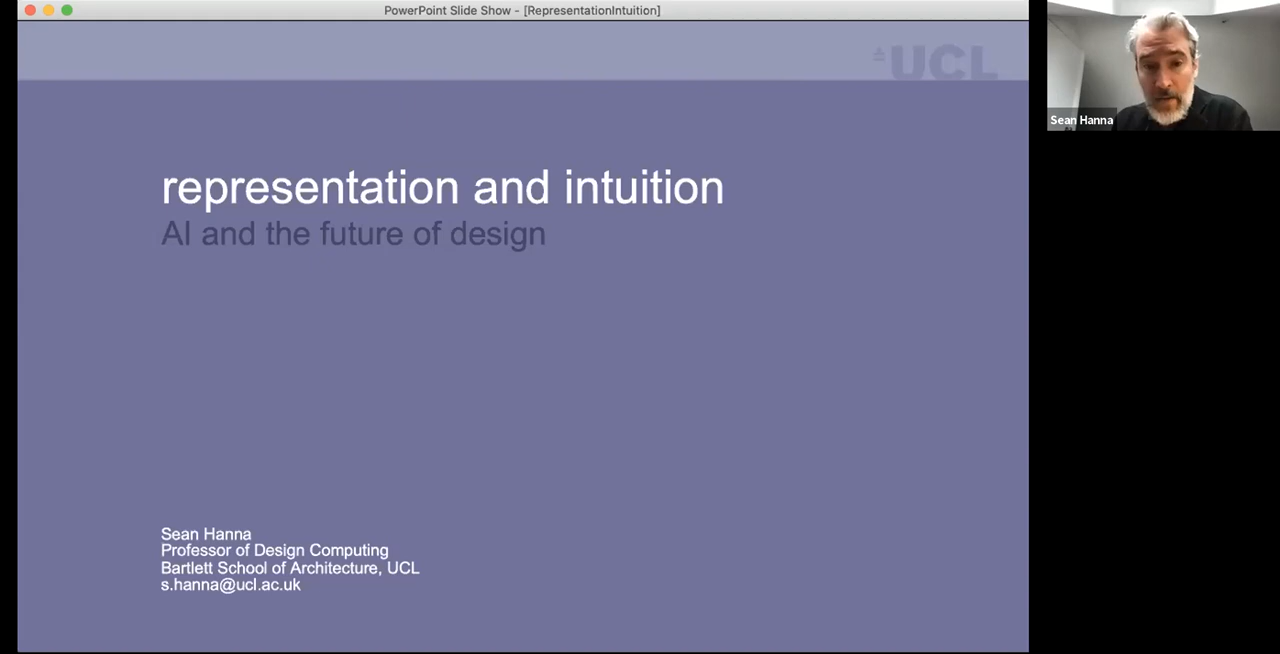 PowerPoint Slide Show - [RepresentationIntuition]
UCL
representation and intuition
AI and the future of design
Sean Hanna
Professor of Design Computing
Bartlett School of Architecture, UCL
s.hanna@ucl.ac.uk
Sean Hanna